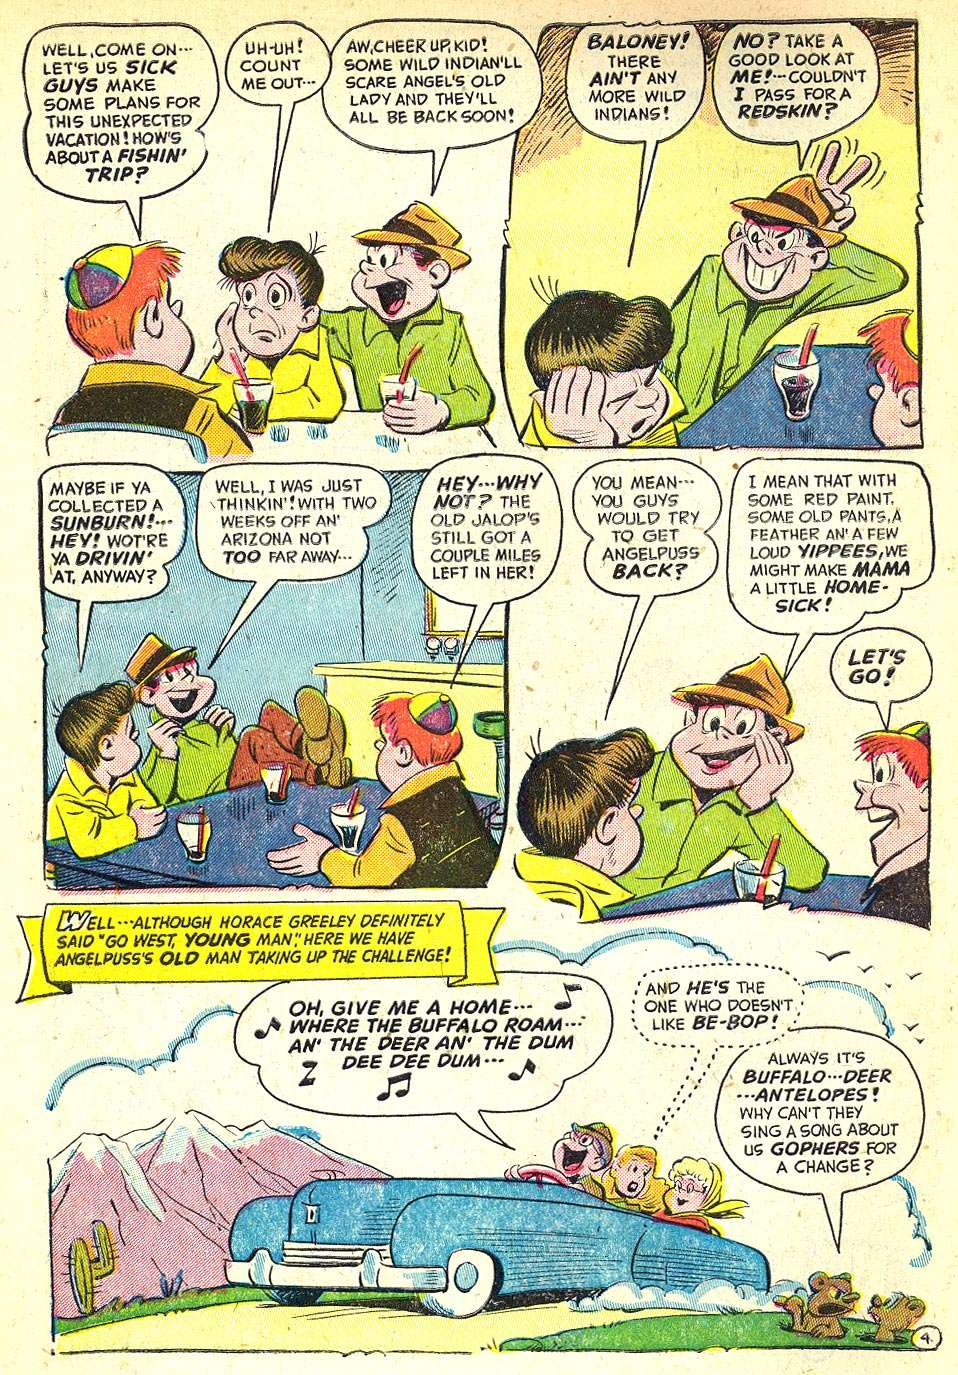 WELL, COME ON---
LET'S US SICK
GUYS MAKE
SOME PLANS FOR
THIS UNEXPECTED
VACATION! HOW'S
ABOUT A FISHIN'
TRIP?
UH-UH!
COUNT
ME OUT---
AW, CHEER UP, KID!
SOME WILD INDIAN'LL
SCARE ANGEL'S OLD
LADY AND THEY'LL
ALL BE BACK SOON!
BALONEY!
THERE
AIN'T ANY
MORE WILD
INDIANS!
NO? TAKE A
GOOD LOOK AT
ME!--- COULDN'T
I PASS FOR A
REDSKIN?
MAYBE IF YA
COLLECTED A
SUNBURN!---
HEY! WOT'RE
YA DRIVIN'
AT, ANYWAY?
WELL, I WAS JUST
THINKIN'! WITH TWO
WEEKS OFF AN'
ARIZONA NOT
TOO FAR AWAY---
HEY---WHY
NOT? THE
OLD JALOP'S
STILL GOT A
COUPLE MILES
LEFT IN HER!
YOU MEAN---
YOU GUYS
WOULD TRY
TO GET
ANGELPUSS
BACK?
I MEAN THAT WITH
SOME RED PAINT,
SOME OLD PANTS, A
FEATHER AN' A FEW
LOUD YIPPEES, WE
MIGHT MAKE MAMA
A LITTLE HOME-
SICK!
LET'S
GO!
WELL---ALTHOUGH HORACE GREELEY DEFINITELY
SAID "GO WEST, YOUNG MAN," HERE WE HAVE
ANGELPUSS'S OLD MAN TAKING UP THE CHALLENGE!
OH, GIVE ME A HOME---
WHERE THE BUFFALO ROAM---
AN' THE DEER AN' THE DUM
DEE DEE DUM---
AND HE'S THE
ONE WHO DOESN'T
LIKE BE-BOP!
ALWAYS IT'S
BUFFALO---DEER
---ANTELOPES!
WHY CAN'T THEY
SING A SONG ABOUT
US GOPHERS FOR
A CHANGE?
4.